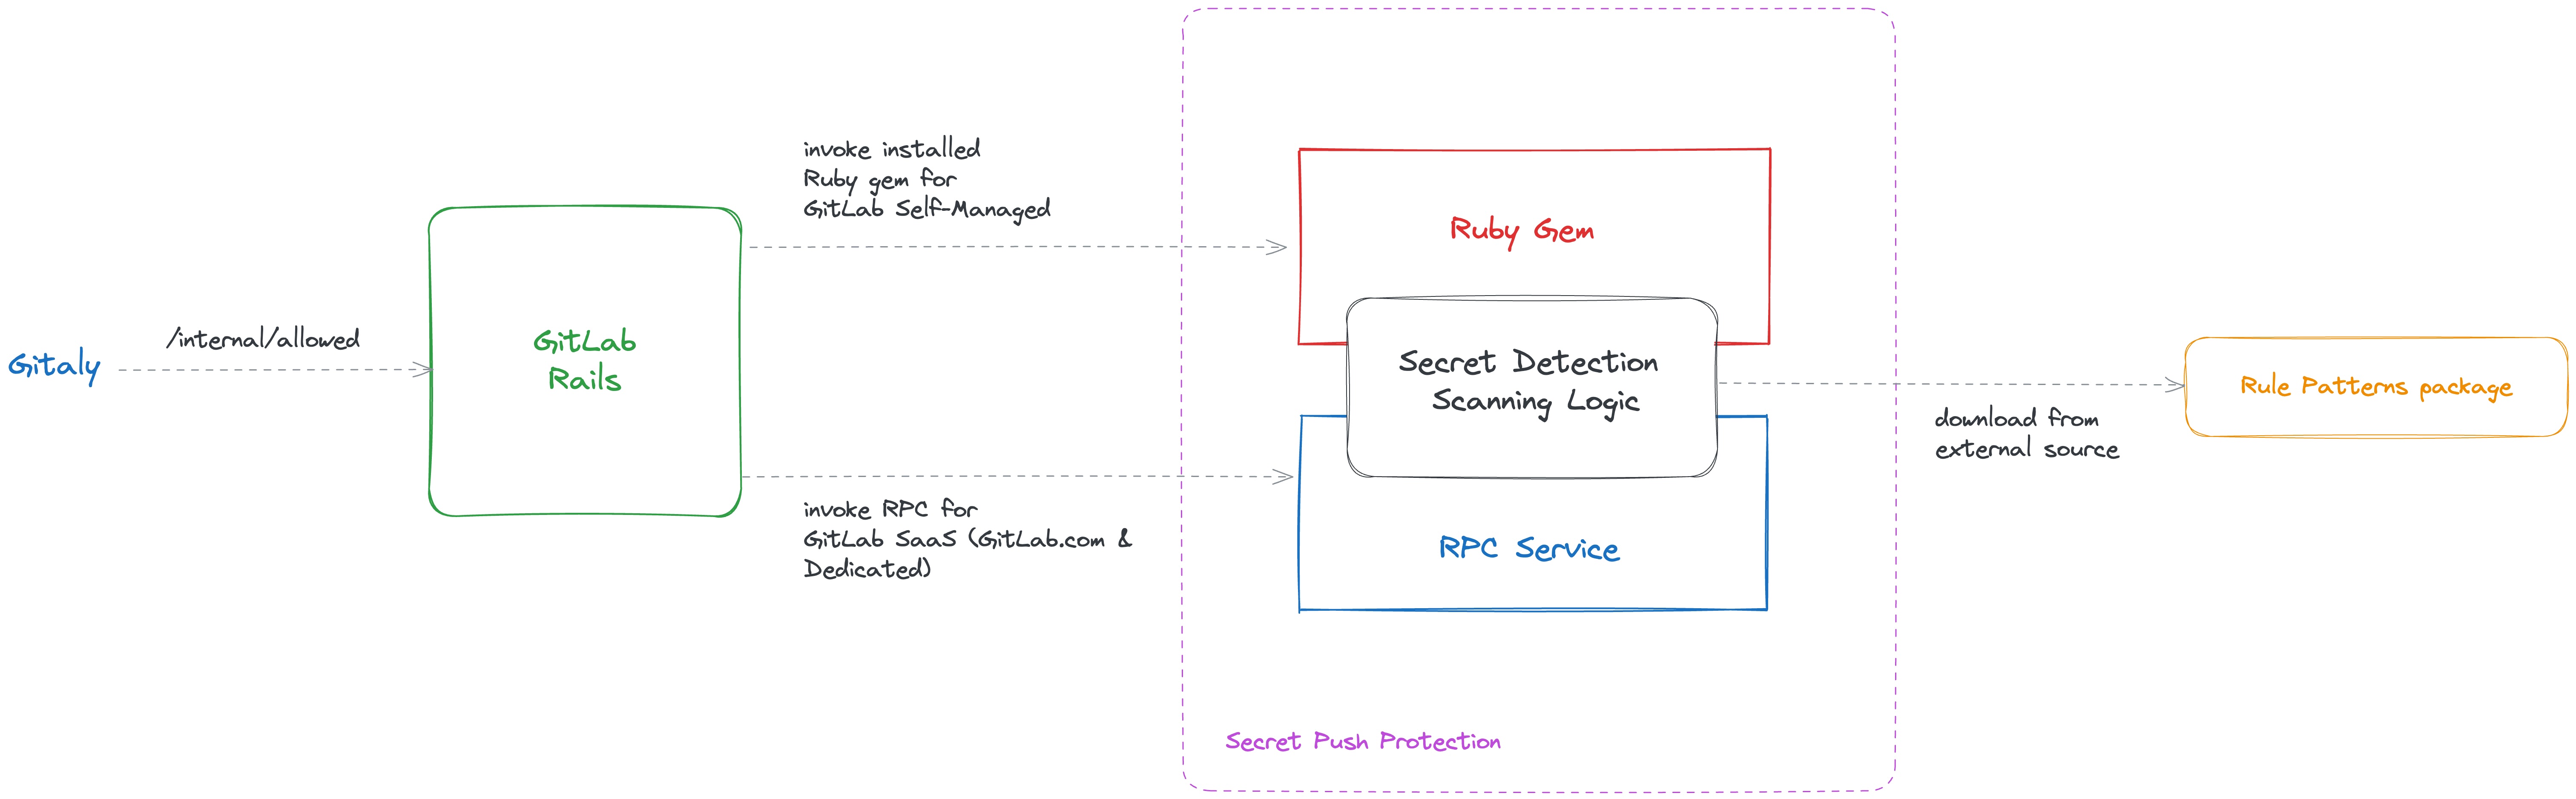 Gitaly
/internal/allowed
GitLab
Rails
invoke installed
Ruby gem for
GitLab Self-Managed
invoke RPC for
GitLab SaaS (GitLab.com &
Dedicated)
Ruby Gem
Secret Detection
Scanning Logic
RPC Service
Secret Push Protection
download from
external source
Rule Patterns package